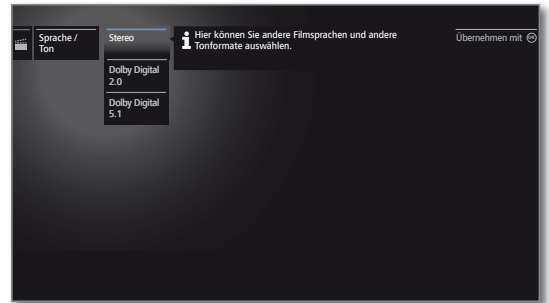 Sprache /
Ton
Stereo
Dolby Digital
2.0
Dolby Digital
5.1
Hier können Sie andere Filmsprachen und andere
Tonformate auswählen.
Übernehmen mit OK